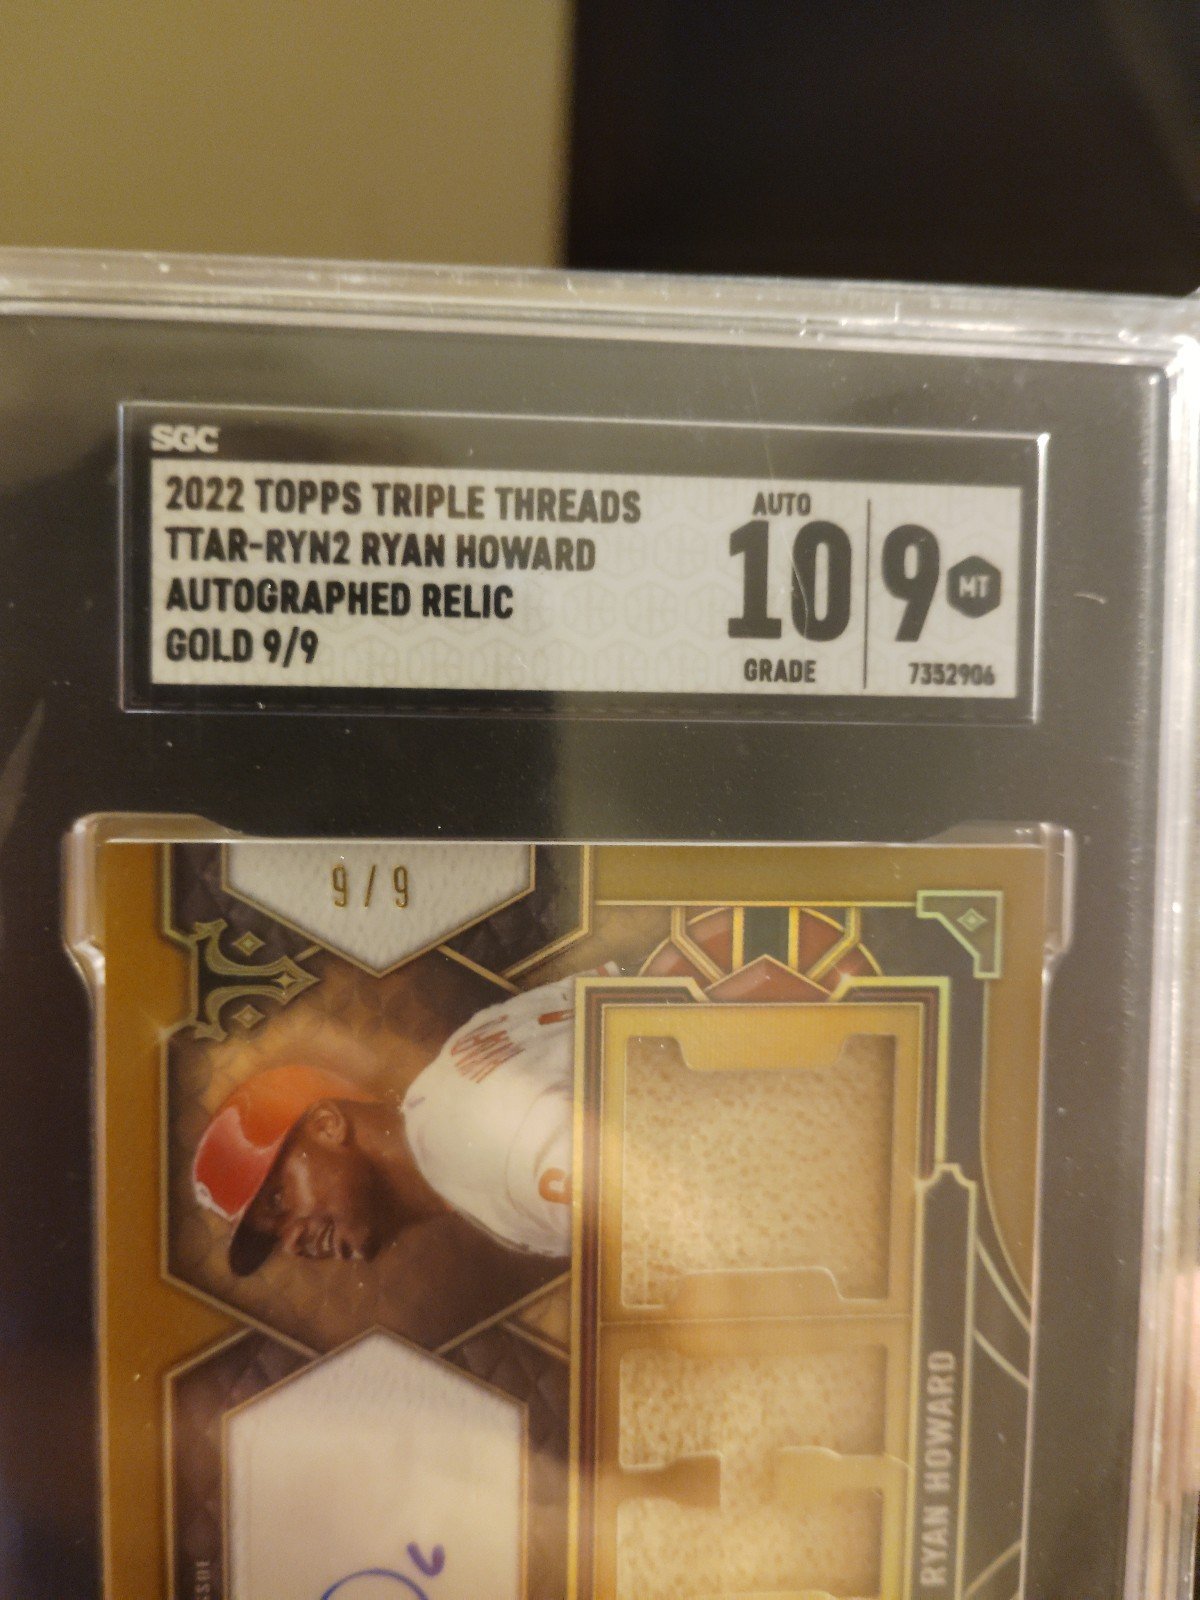 SGC
2022 TOPPS TRIPLE THREADS
TTAR-RYN2 RYAN HOWARD
AUTOGRAPHED RELIC
GOLD 9/9
AUTO
10
GRADE
9 MT
7352906
9/9
RYAN HOWARD